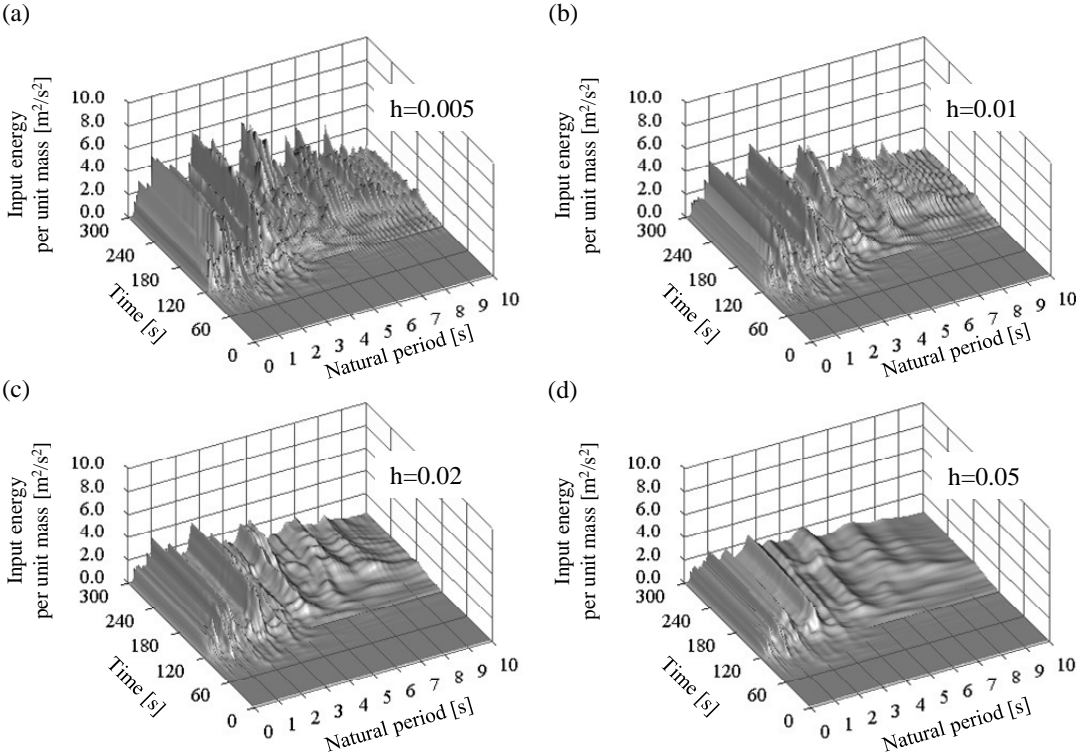 (a)
Input energy
per unit mass [m²/s²]
10.0
8.0
6.0
4.0
2.0
0.0
300
240
180
120
60
0
Time [s]
h=0.005
0 1 2 3 4 5 6 7 8 9 10
Natural period [s]
(b)
Input energy
per unit mass [m²/s²]
10.0
8.0
6.0
4.0
2.0
0.0
300
240
180
120
60
0
Time [s]
h=0.01
0 1 2 3 4 5 6 7 8 9 10
Natural period [s]
(c)
Input energy
per unit mass [m²/s²]
10.0
8.0
6.0
4.0
2.0
0.0
300
240
180
120
60
0
Time [s]
h=0.02
0 1 2 3 4 5 6 7 8 9 10
Natural period [s]
(d)
Input energy
per unit mass [m²/s²]
10.0
8.0
6.0
4.0
2.0
0.0
300
240
180
120
60
0
Time [s]
h=0.05
0 1 2 3 4 5 6 7 8 9 10
Natural period [s]